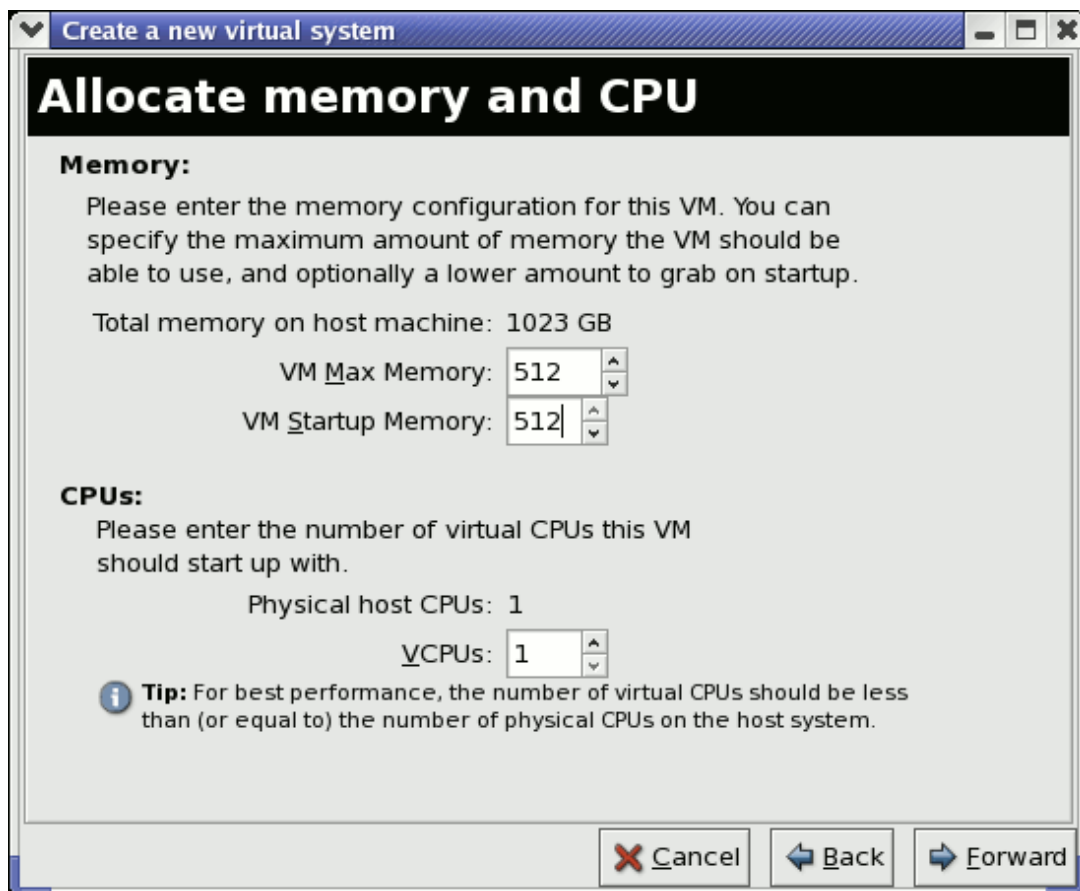 Create a new virtual system
Allocate memory and CPU
Memory:
Please enter the memory configuration for this VM. You can
specify the maximum amount of memory the VM should be
able to use, and optionally a lower amount to grab on startup.
Total memory on host machine: 1023 GB
VM Max Memory: 512
VM Startup Memory: 512
CPUs:
Please enter the number of virtual CPUs this VM
should start up with.
Physical host CPUs: 1
VCPUs: 1
Tip: For best performance, the number of virtual CPUs should be less
than (or equal to) the number of physical CPUs on the host system.
Cancel Back Forward